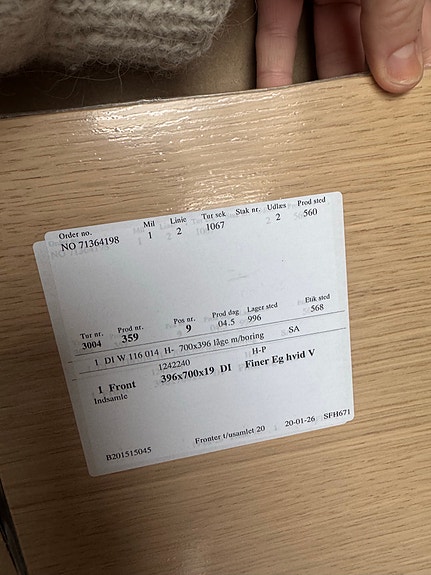 Order no. Mil Linie Tur sek Stak nr. Udlæs Prod sted
NO 71364198 1 2 1067 2 560
Tur nr. Prod nr. Pos nr Prod dag Lager sted Etik sted
3004 359 9 04.5 996 568
1 DI W 116 014 H- 700x396 låge m/boring SA
1242240 H-P
1 Front 396x700x19 DI Finer Eg hvid V
Indsamle
B201515045 Fronter t/usamlet 20 20-01-26 SFH671